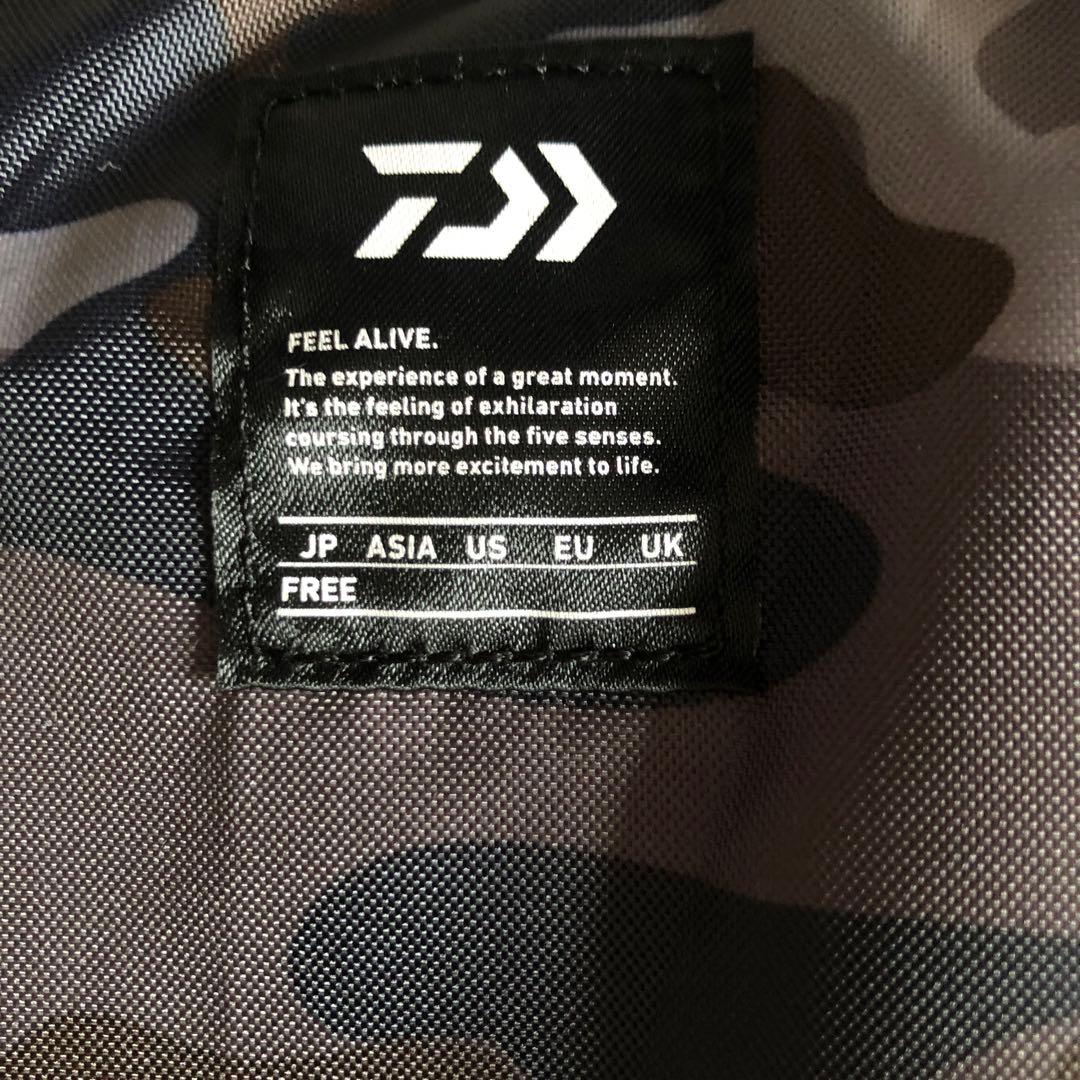 FEEL ALIVE.
The experience of a great moment.
It's the feeling of exhilaration
coursing through the five senses.
We bring more excitement to life.
JP ASIA US EU UK
FREE